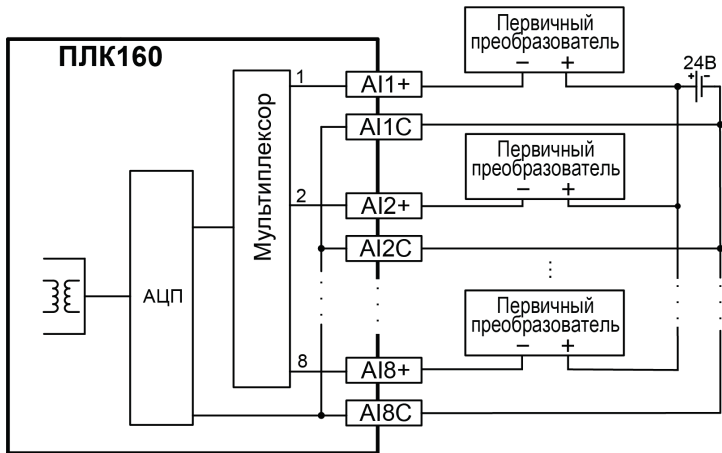 ПЛК160
Мультиплексор
АЦП
1
2
8
AI1+
AI1C
AI2+
AI2C
AI8+
AI8C
Первичный
преобразователь
– +
24В
+ -
Первичный
преобразователь
– +
Первичный
преобразователь
– +